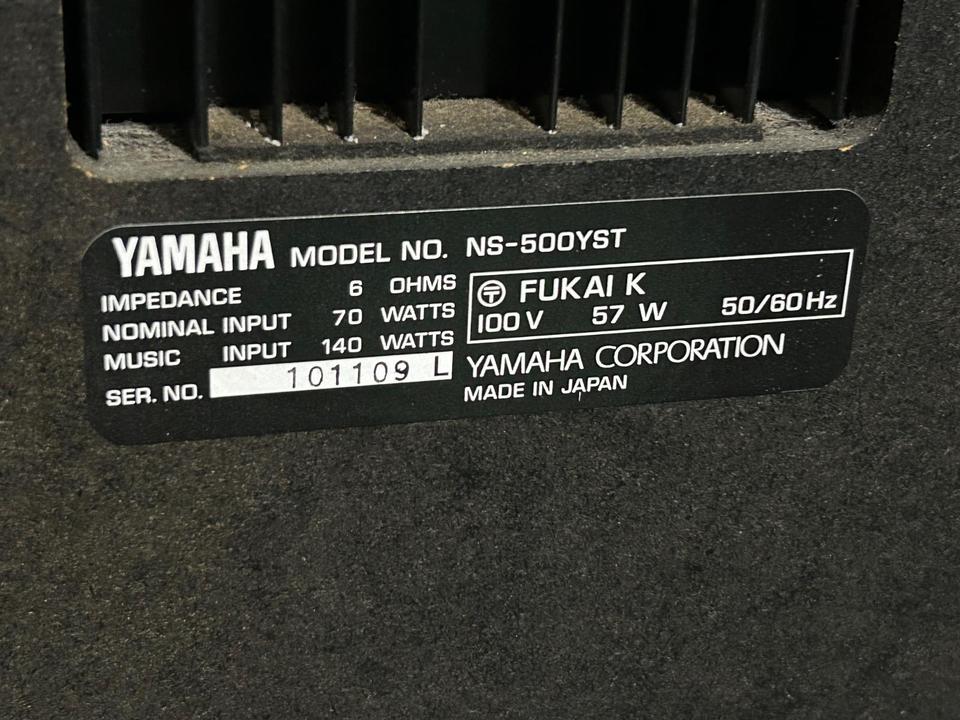 YAMAHA MODEL NO. NS-500YST
IMPEDANCE 6 OHMS
NOMINAL INPUT 70 WATTS
MUSIC INPUT 140 WATTS
SER. NO. 101109 L
〒 FUKAI K
100V 57 W 50/60Hz
YAMAHA CORPORATION
MADE IN JAPAN